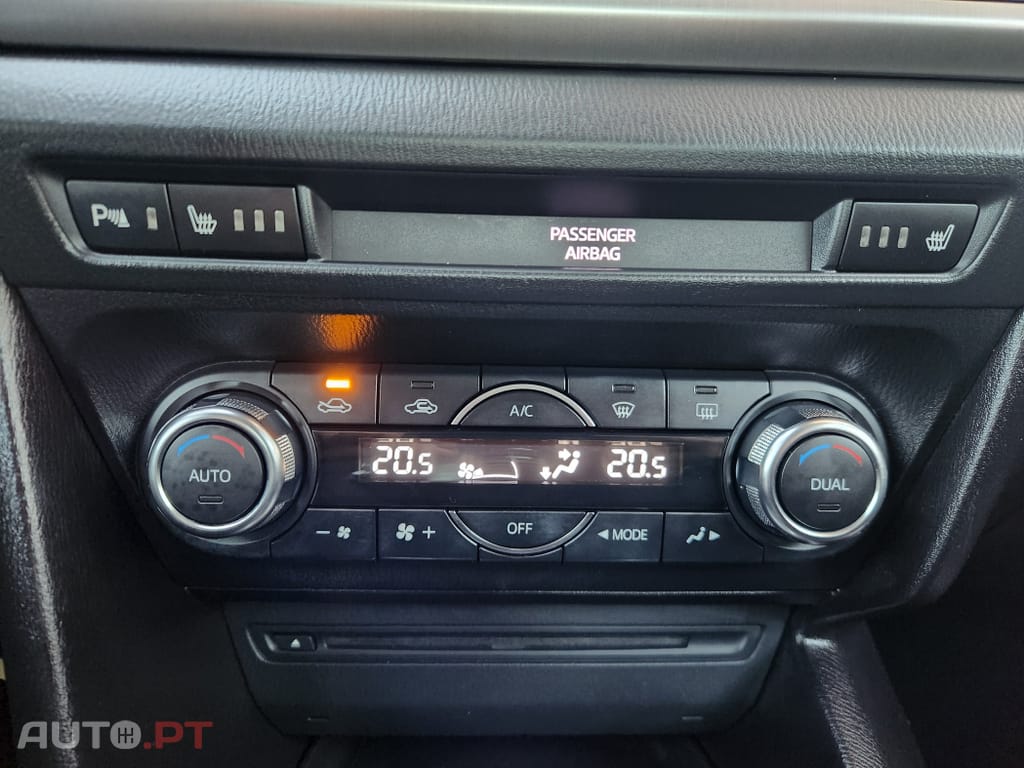 P
PASSENGER
AIRBAG
A/C
AUTO
20.5
20.5
DUAL
- +
OFF
◀ MODE
▶
AUTO.PT